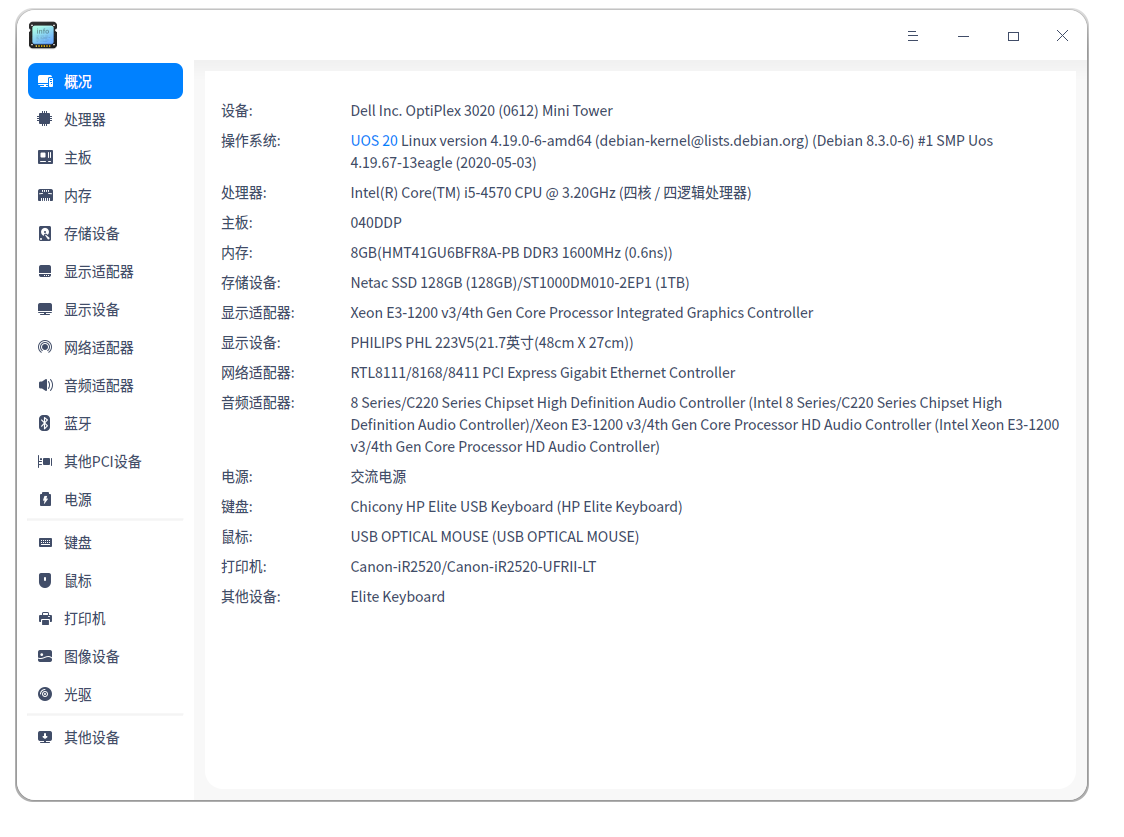 info
概况
处理器
主板
内存
存储设备
显示适配器
显示设备
网络适配器
音频适配器
蓝牙
其他PCI设备
电源
键盘
鼠标
打印机
图像设备
光驱
其他设备
设备: Dell Inc. OptiPlex 3020 (0612) Mini Tower
操作系统: UOS 20 Linux version 4.19.0-6-amd64 (debian-kernel@lists.debian.org) (Debian 8.3.0-6) #1 SMP Uos
4.19.67-13eagle (2020-05-03)
处理器: Intel(R) Core(TM) i5-4570 CPU @ 3.20GHz (四核 / 四逻辑处理器)
主板: 040DDP
内存: 8GB(HMT41GU6BFR8A-PB DDR3 1600MHz (0.6ns))
存储设备: Netac SSD 128GB (128GB)/ST1000DM010-2EP1 (1TB)
显示适配器: Xeon E3-1200 v3/4th Gen Core Processor Integrated Graphics Controller
显示设备: PHILIPS PHL 223V5(21.7英寸(48cm X 27cm))
网络适配器: RTL8111/8168/8411 PCI Express Gigabit Ethernet Controller
音频适配器: 8 Series/C220 Series Chipset High Definition Audio Controller (Intel 8 Series/C220 Series Chipset High
Definition Audio Controller)/Xeon E3-1200 v3/4th Gen Core Processor HD Audio Controller (Intel Xeon E3-1200
v3/4th Gen Core Processor HD Audio Controller)
电源: 交流电源
键盘: Chicony HP Elite USB Keyboard (HP Elite Keyboard)
鼠标: USB OPTICAL MOUSE (USB OPTICAL MOUSE)
打印机: Canon-iR2520/Canon-iR2520-UFRII-LT
其他设备: Elite Keyboard